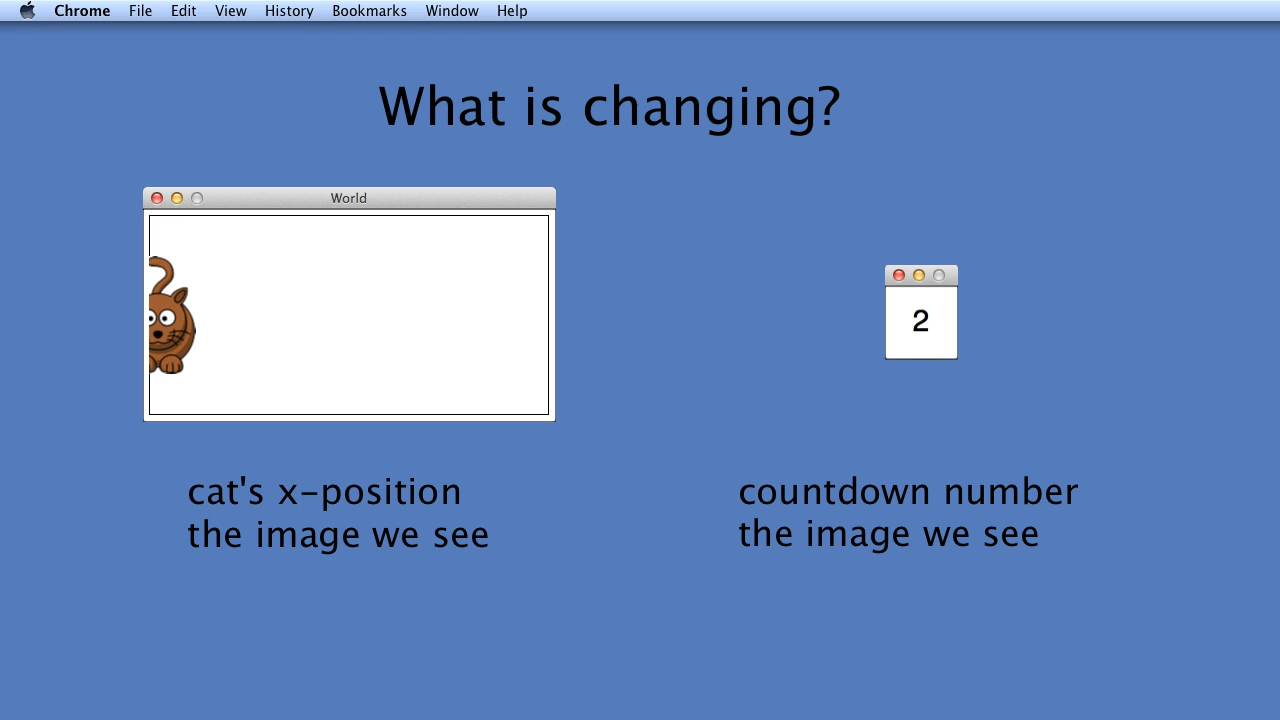 Chrome File Edit View History Bookmarks Window Help
What is changing?
World
2
cat's x-position
the image we see
countdown number
the image we see